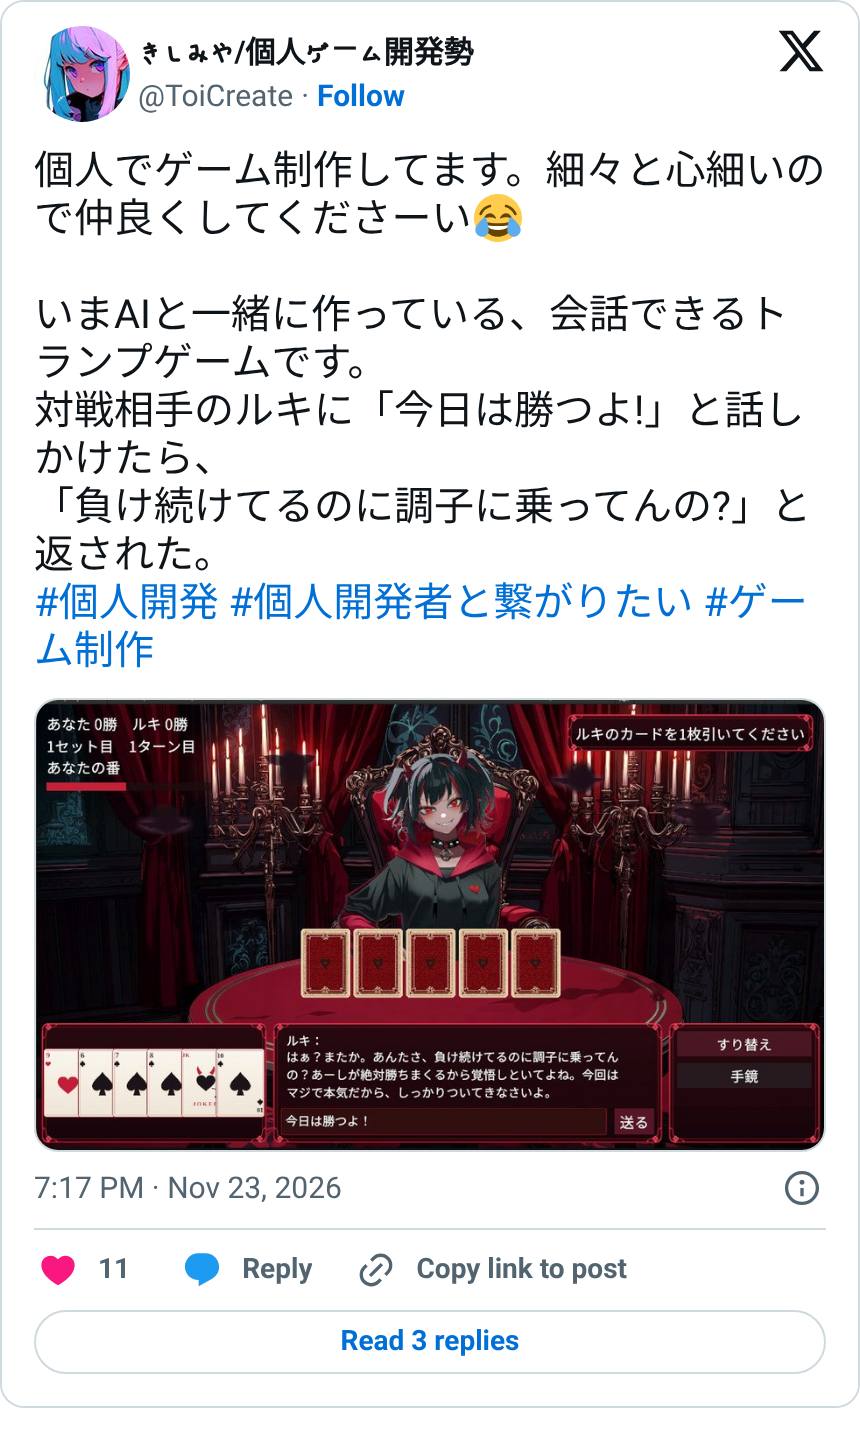 きしみや/個人ゲーム開発勢
@ToiCreate · Follow
個人でゲーム制作してます。細々と心細いの
で仲良くしてくださーい😂
いまAIと一緒に作っている、会話できるト
ランプゲームです。
対戦相手のルキに「今日は勝つよ!」と話し
かけたら、
「負け続けてるのに調子に乗ってんの?」と
返された。
#個人開発 #個人開発者と繋がりたい #ゲー
ム制作
あなた 0勝 ルキ 0勝
1セット目 1ターン目
あなたの番
ルキのカードを1枚引いてください
9 6 7 8 JK 10
JOKER
ルキ：
はぁ？またか。あんたさ、負け続けてるのに調子に乗ってん
の？あーしが絶対勝ちまくるから覚悟しといてよね。今回は
マジで本気だから、しっかりついてきなさいよ。
今日は勝つよ！
送る
すり替え
手鏡
7:17 PM · Nov 23, 2026
11 Reply Copy link to post
Read 3 replies